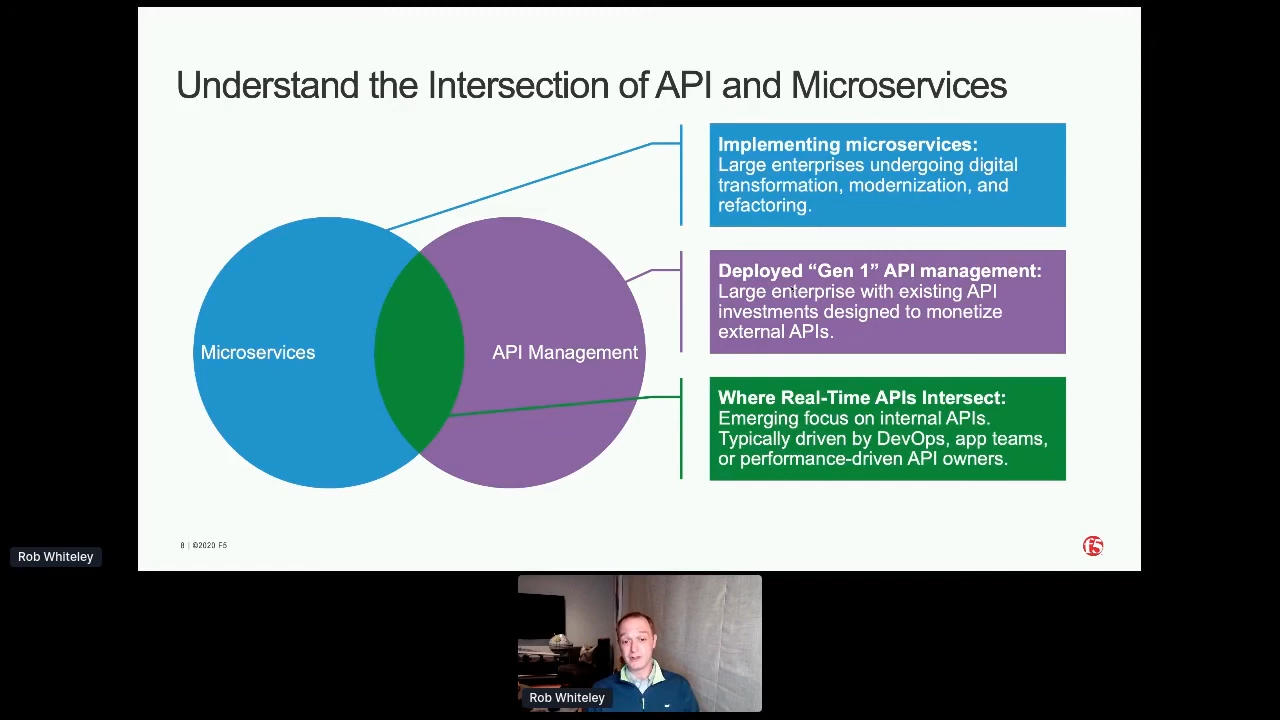 Understand the Intersection of API and Microservices
Implementing microservices:
Large enterprises undergoing digital
transformation, modernization, and
refactoring.
Deployed “Gen 1” API management:
Large enterprise with existing API
investments designed to monetize
external APIs.
Microservices
API Management
Where Real-Time APIs Intersect:
Emerging focus on internal APIs.
Typically driven by DevOps, app teams,
or performance-driven API owners.
8 | ©2020 F5
f5
Rob Whiteley
Rob Whiteley